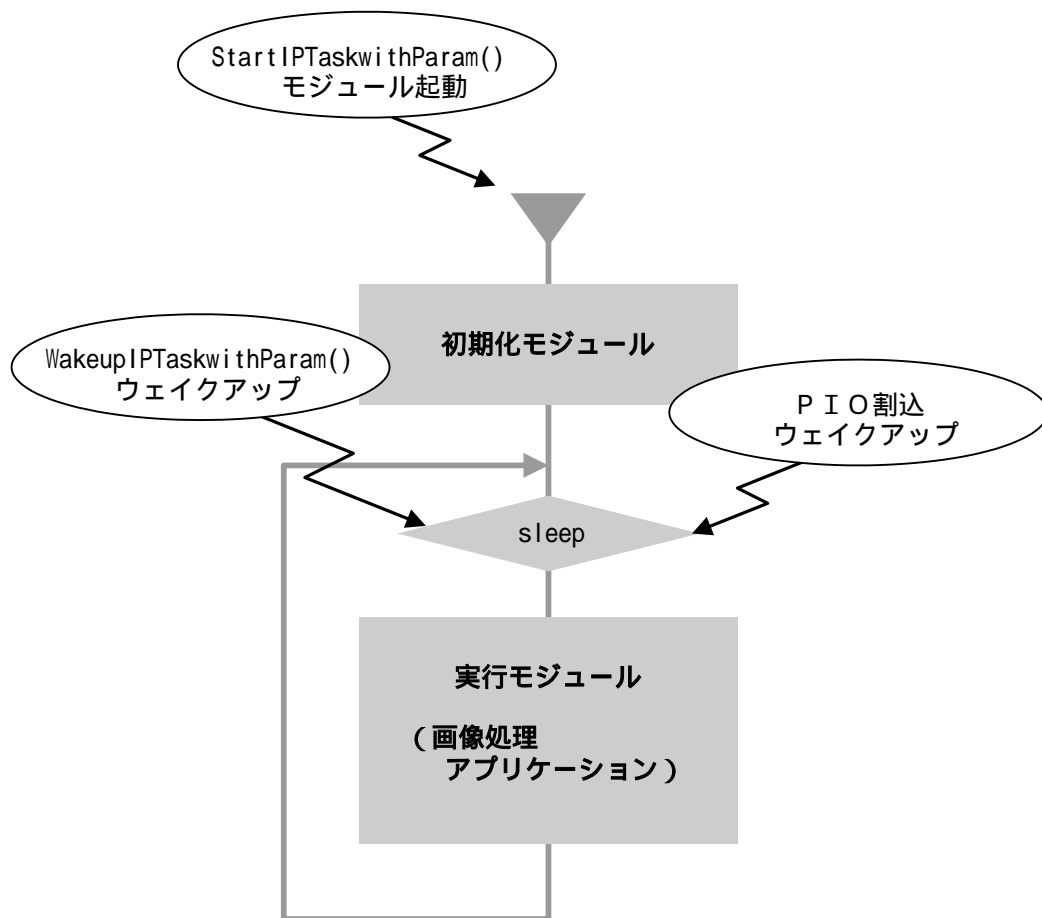 StartIPTaskwithParam()
モジュール起動
初期化モジュール
WakeupIPTaskwithParam()
ウェイクアップ
ＰＩＯ割込
ウェイクアップ
sleep
実行モジュール
（画像処理
アプリケーション）